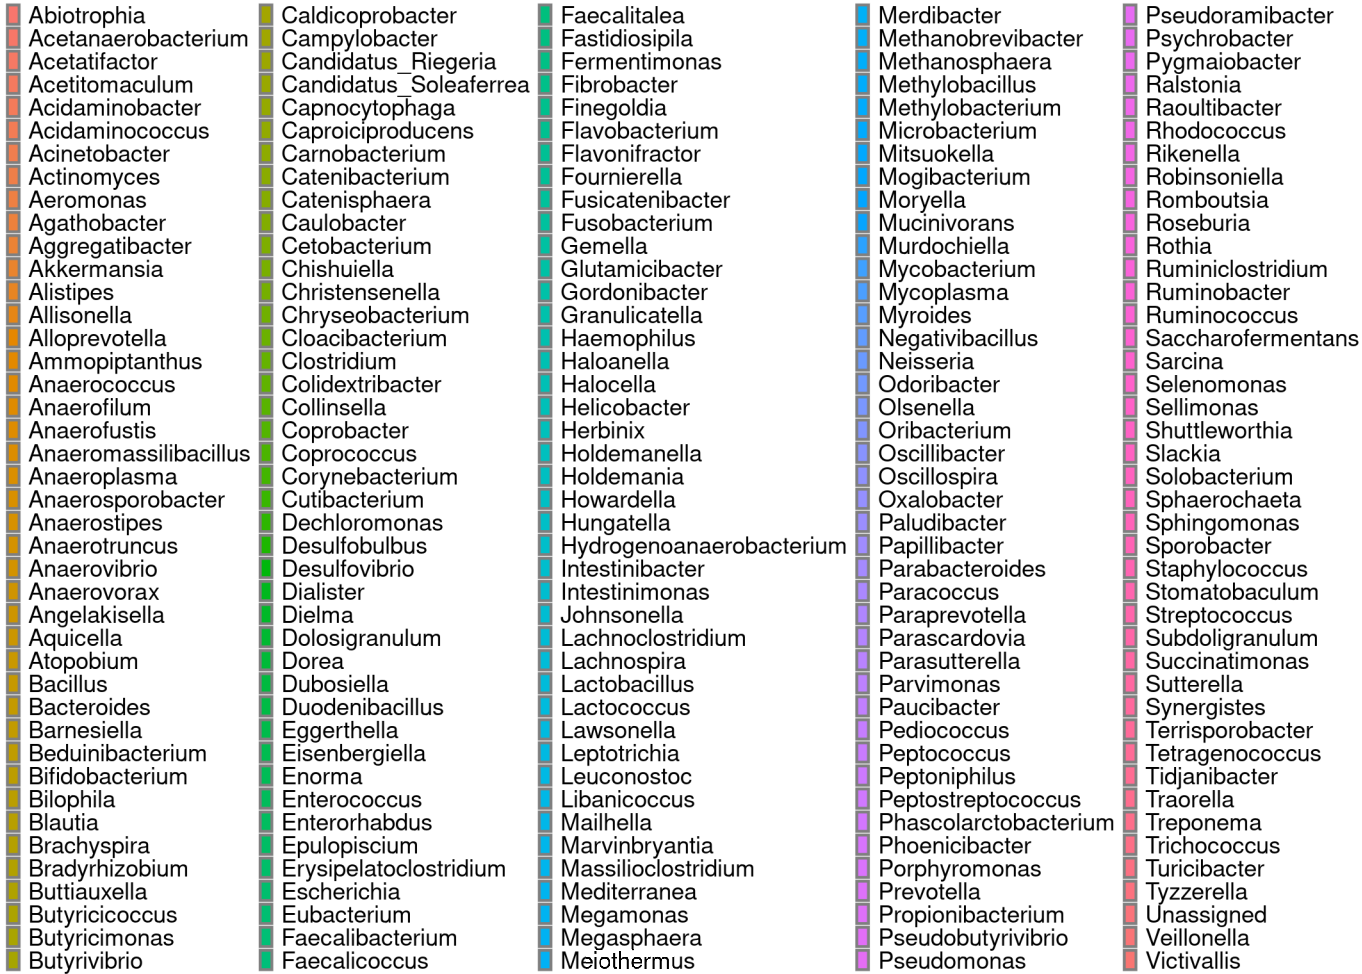 Abiotrophia
Acetanaerobacterium
Acetatifactor
Acetitomaculum
Acidaminobacter
Acidaminococcus
Acinetobacter
Actinomyces
Aeromonas
Agathobacter
Aggregatibacter
Akkermansia
Alistipes
Allisonella
Alloprevotella
Ammopiptanthus
Anaerococcus
Anaerofilum
Anaerofustis
Anaeromassilibacillus
Anaeroplasma
Anaerosporobacter
Anaerostipes
Anaerotruncus
Anaerovibrio
Anaerovorax
Angelakisella
Aquicella
Atopobium
Bacillus
Bacteroides
Barnesiella
Beduinibacterium
Bifidobacterium
Bilophila
Blautia
Brachyspira
Bradyrhizobium
Buttiauxella
Butyricicoccus
Butyricimonas
Butyrivibrio
Caldicoprobacter
Campylobacter
Candidatus_Riegeria
Candidatus_Soleaferrea
Capnocytophaga
Caproiciproducens
Carnobacterium
Catenibacterium
Catenisphaera
Caulobacter
Cetobacterium
Chishuiella
Christensenella
Chryseobacterium
Cloacibacterium
Clostridium
Colidextribacter
Collinsella
Coprobacter
Coprococcus
Corynebacterium
Cutibacterium
Dechloromonas
Desulfobulbus
Desulfovibrio
Dialister
Dielma
Dolosigranulum
Dorea
Dubosiella
Duodenibacillus
Eggerthella
Eisenbergiella
Enorma
Enterococcus
Enterorhabdus
Epulopiscium
Erysipelatoclostridium
Escherichia
Eubacterium
Faecalibacterium
Faecalicoccus
Faecalitalea
Fastidiosipila
Fermentimonas
Fibrobacter
Finegoldia
Flavobacterium
Flavonifractor
Fournierella
Fusicatenibacter
Fusobacterium
Gemella
Glutamicibacter
Gordonibacter
Granulicatella
Haemophilus
Haloanella
Halocella
Helicobacter
Herbinix
Holdemanella
Holdemania
Howardella
Hungatella
Hydrogenoanaerobacterium
Intestinibacter
Intestinimonas
Johnsonella
Lachnoclostridium
Lachnospira
Lactobacillus
Lactococcus
Lawsonella
Leptotrichia
Leuconostoc
Libanicoccus
Mailhella
Marvinbryantia
Massilioclostridium
Mediterranea
Megamonas
Megasphaera
Meiothermus
Merdibacter
Methanobrevibacter
Methanosphaera
Methylobacillus
Methylobacterium
Microbacterium
Mitsuokella
Mogibacterium
Moryella
Mucinivorans
Murdochiella
Mycobacterium
Mycoplasma
Myroides
Negativibacillus
Neisseria
Odoribacter
Olsenella
Oribacterium
Oscillibacter
Oscillospira
Oxalobacter
Paludibacter
Papillibacter
Parabacteroides
Paracoccus
Paraprevotella
Parascardovia
Parasutterella
Parvimonas
Paucibacter
Pediococcus
Peptococcus
Peptoniphilus
Peptostreptococcus
Phascolarctobacterium
Phoenicibacter
Porphyromonas
Prevotella
Propionibacterium
Pseudobutyrivibrio
Pseudomonas
Pseudoramibacter
Psychrobacter
Pygmaiobacter
Ralstonia
Raoultibacter
Rhodococcus
Rikenella
Robinsoniella
Romboutsia
Roseburia
Rothia
Ruminiclostridium
Ruminobacter
Ruminococcus
Saccharofermentans
Sarcina
Selenomonas
Sellimonas
Shuttleworthia
Slackia
Solobacterium
Sphaerochaeta
Sphingomonas
Sporobacter
Staphylococcus
Stomatobaculum
Streptococcus
Subdoligranulum
Succinatimonas
Sutterella
Synergistes
Terrisporobacter
Tetragenococcus
Tidjanibacter
Traorella
Treponema
Trichococcus
Turicibacter
Tyzzerella
Unassigned
Veillonella
Victivallis